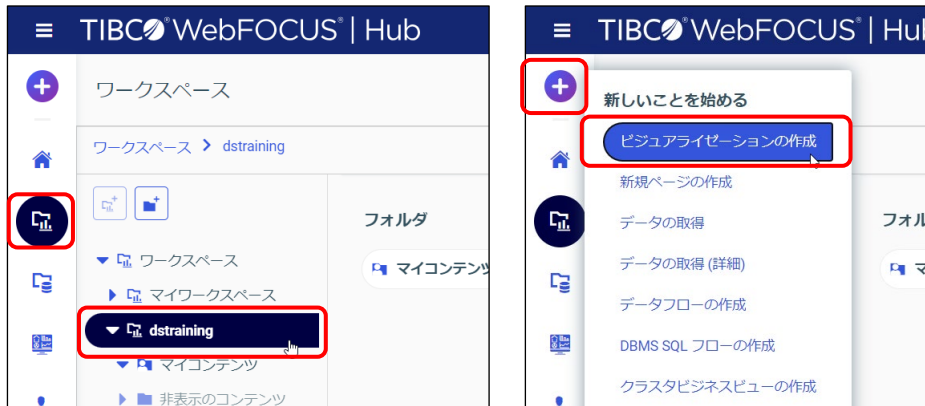 TIBCO® WebFOCUS® | Hub
ワークスペース
ワークスペース > dstraining
フォルダ
マイコンテンツ
ワークスペース
マイワークスペース
dstraining
マイコンテンツ
非表示のコンテンツ
TIBCO® WebFOCUS® | Hub
新しいことを始める
ビジュアライゼーションの作成
新規ページの作成
データの取得
データの取得 (詳細)
データフローの作成
DBMS SQL フローの作成
クラスタビジネスビューの作成
フォル
マ